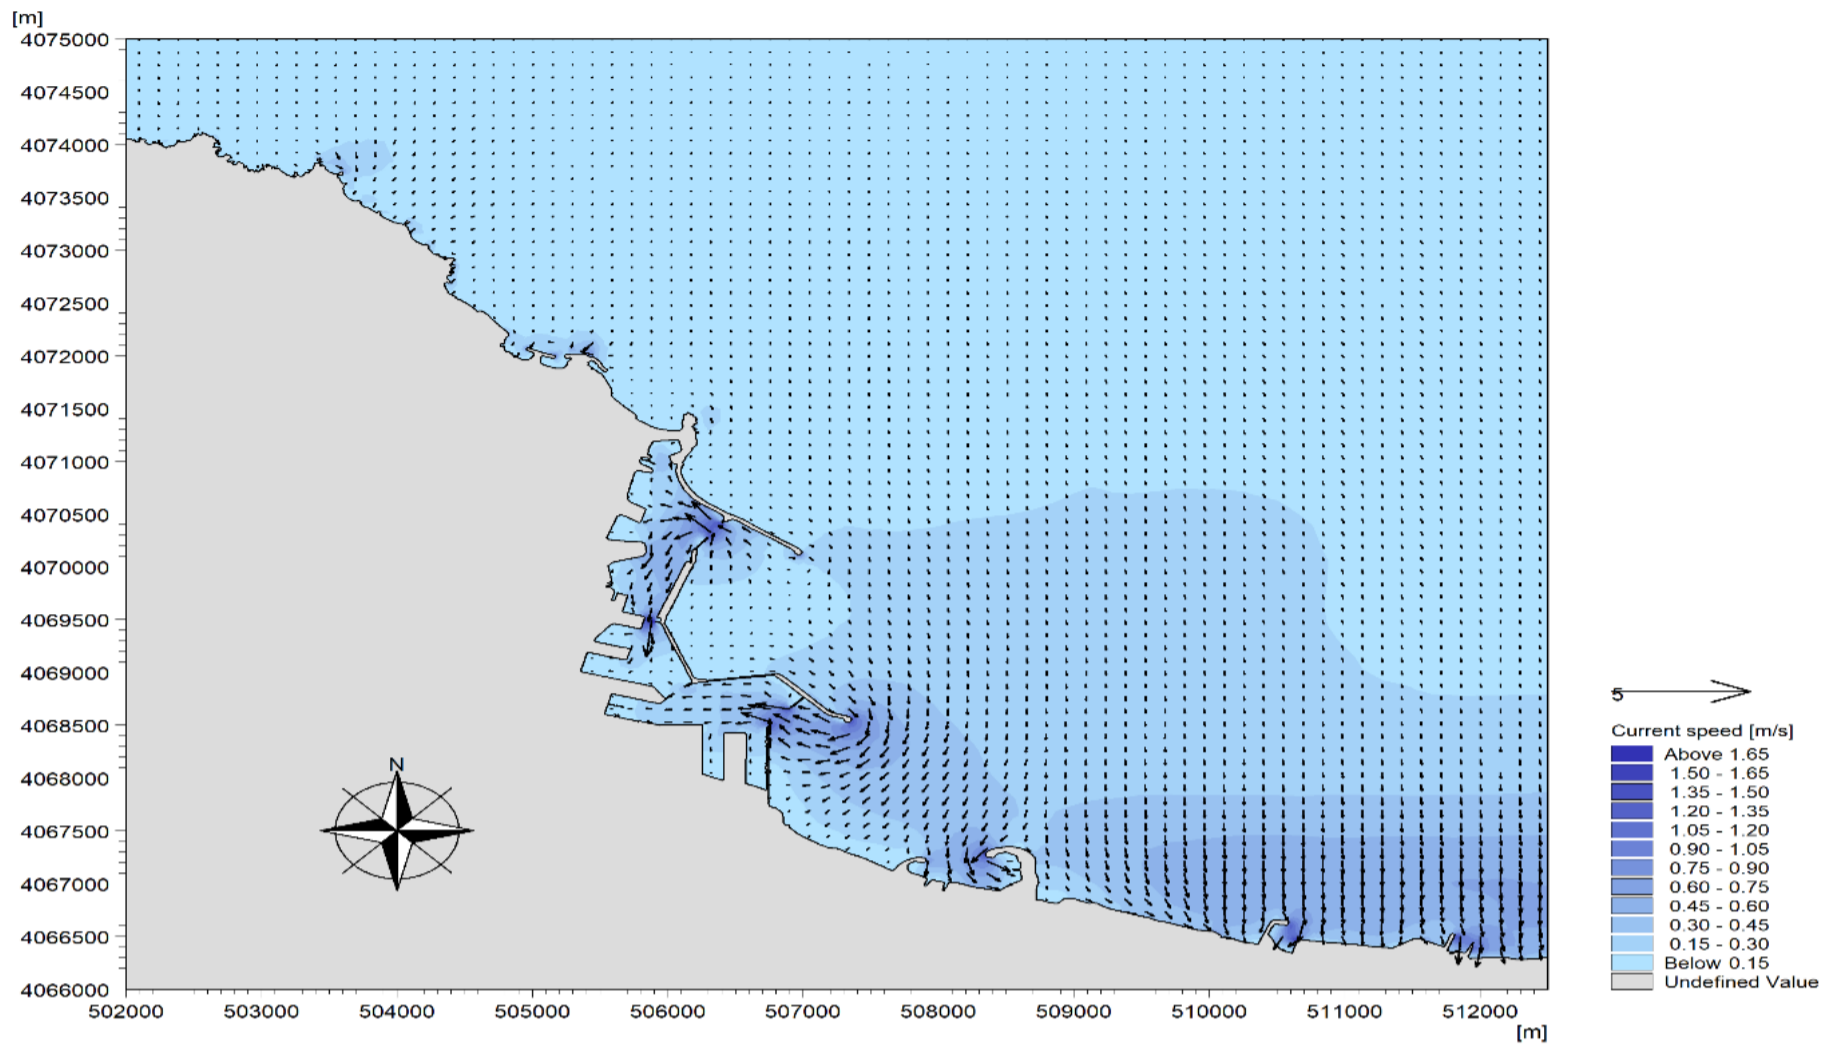 [m]
4075000
4074500
4074000
4073500
4073000
4072500
4072000
4071500
4071000
4070500
4070000
4069500
4069000
4068500
4068000
4067500
4067000
4066500
4066000
502000 503000 504000 505000 506000 507000 508000 509000 510000 511000 512000
[m]
N
5
Current speed [m/s]
Above 1.65
1.50 - 1.65
1.35 - 1.50
1.20 - 1.35
1.05 - 1.20
0.90 - 1.05
0.75 - 0.90
0.60 - 0.75
0.45 - 0.60
0.30 - 0.45
0.15 - 0.30
Below 0.15
Undefined Value